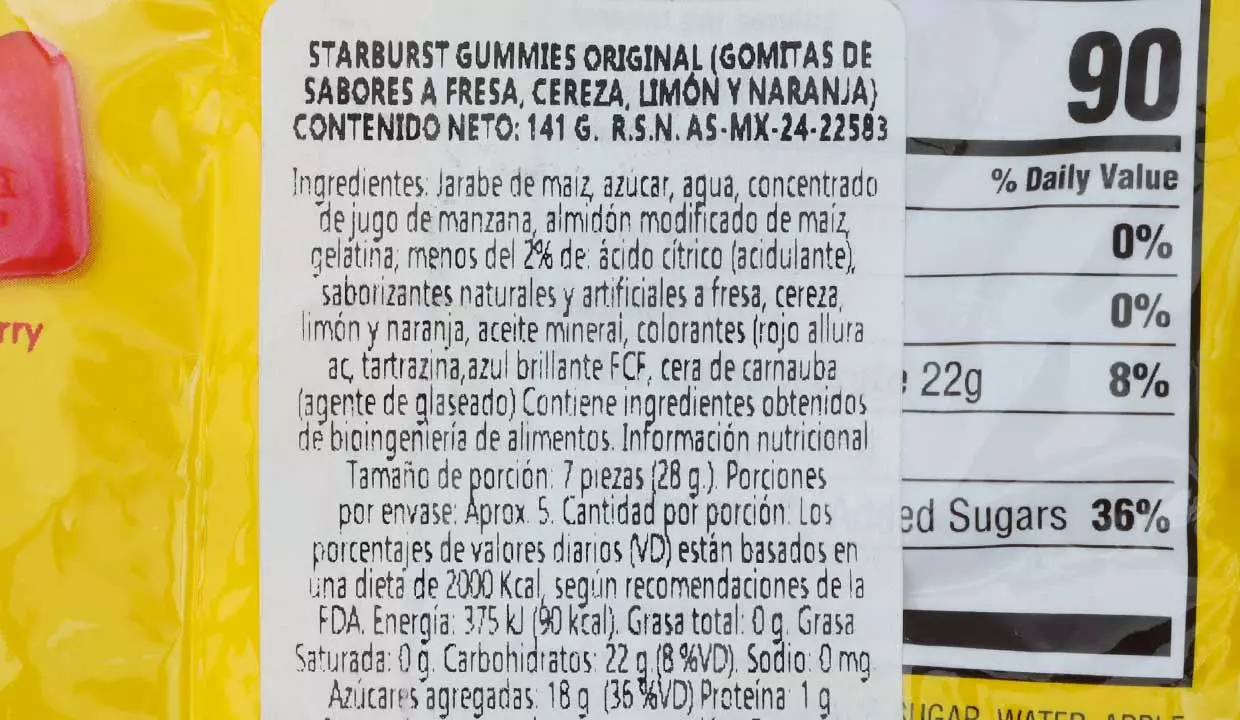 STARBURST GUMMIES ORIGINAL (GOMITAS DE
SABORES A FRESA, CEREZA, LIMÓN Y NARANJA)
CONTENIDO NETO: 141 G. R.S.N. AS-MX-24-22583
Ingredientes: Jarabe de maíz, azúcar, agua, concentrado
de jugo de manzana, almidón modificado de maíz,
gelatina; menos del 2% de: ácido cítrico (acidulante),
saborizantes naturales y artificiales a fresa, cereza,
limón y naranja, aceite mineral, colorantes (rojo allura
ac, tartrazina,azul brillante FCF, cera de carnauba
(agente de glaseado) Contiene ingredientes obtenidos
de bioingeniería de alimentos. Información nutricional
Tamaño de porción: 7 piezas (28 g.). Porciones
por envase: Aprox. 5. Cantidad por porción: Los
porcentajes de valores diarios (VD) están basados en
una dieta de 2000 Kcal, según recomendaciones de la
FDA. Energía: 375 kJ (90 kcal). Grasa total: 0 g. Grasa
Saturada: 0 g. Carbohidratos: 22 g (8 %VD). Sodio: 0 mg
Azúcares agregadas: 18 g (36 %VD) Proteína: 1 g
90
% Daily Value
0%
0%
22g 8%
ed Sugars 36%
SUGAR, WATER, APPLE
rry